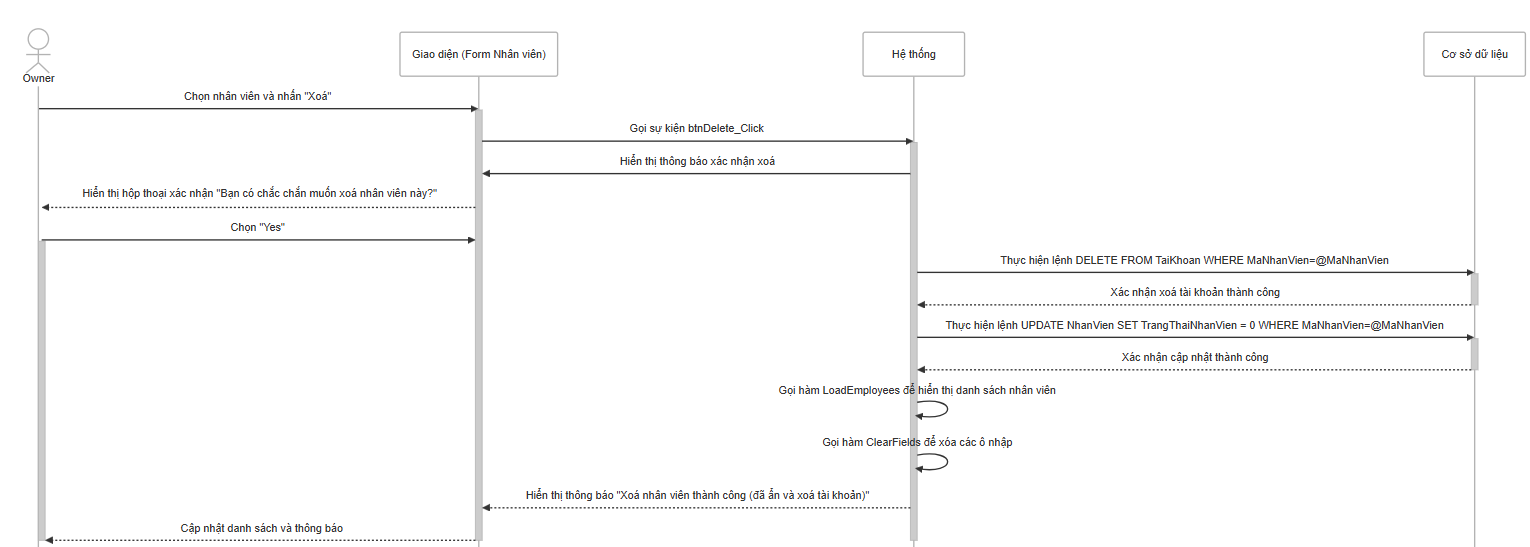 Owner
Giao diện (Form Nhân viên)
Hệ thống
Cơ sở dữ liệu
Chọn nhân viên và nhấn "Xoá"
Gọi sự kiện btnDelete_Click
Hiển thị thông báo xác nhận xoá
Hiển thị hộp thoại xác nhận "Bạn có chắc chắn muốn xoá nhân viên này?"
Chọn "Yes"
Thực hiện lệnh DELETE FROM TaiKhoan WHERE MaNhanVien=@MaNhanVien
Xác nhận xoá tài khoản thành công
Thực hiện lệnh UPDATE NhanVien SET TrangThaiNhanVien = 0 WHERE MaNhanVien=@MaNhanVien
Xác nhận cập nhật thành công
Gọi hàm LoadEmployees để hiển thị danh sách nhân viên
Gọi hàm ClearFields để xóa các ô nhập
Hiển thị thông báo "Xoá nhân viên thành công (đã ẩn và xoá tài khoản)"
Cập nhật danh sách và thông báo